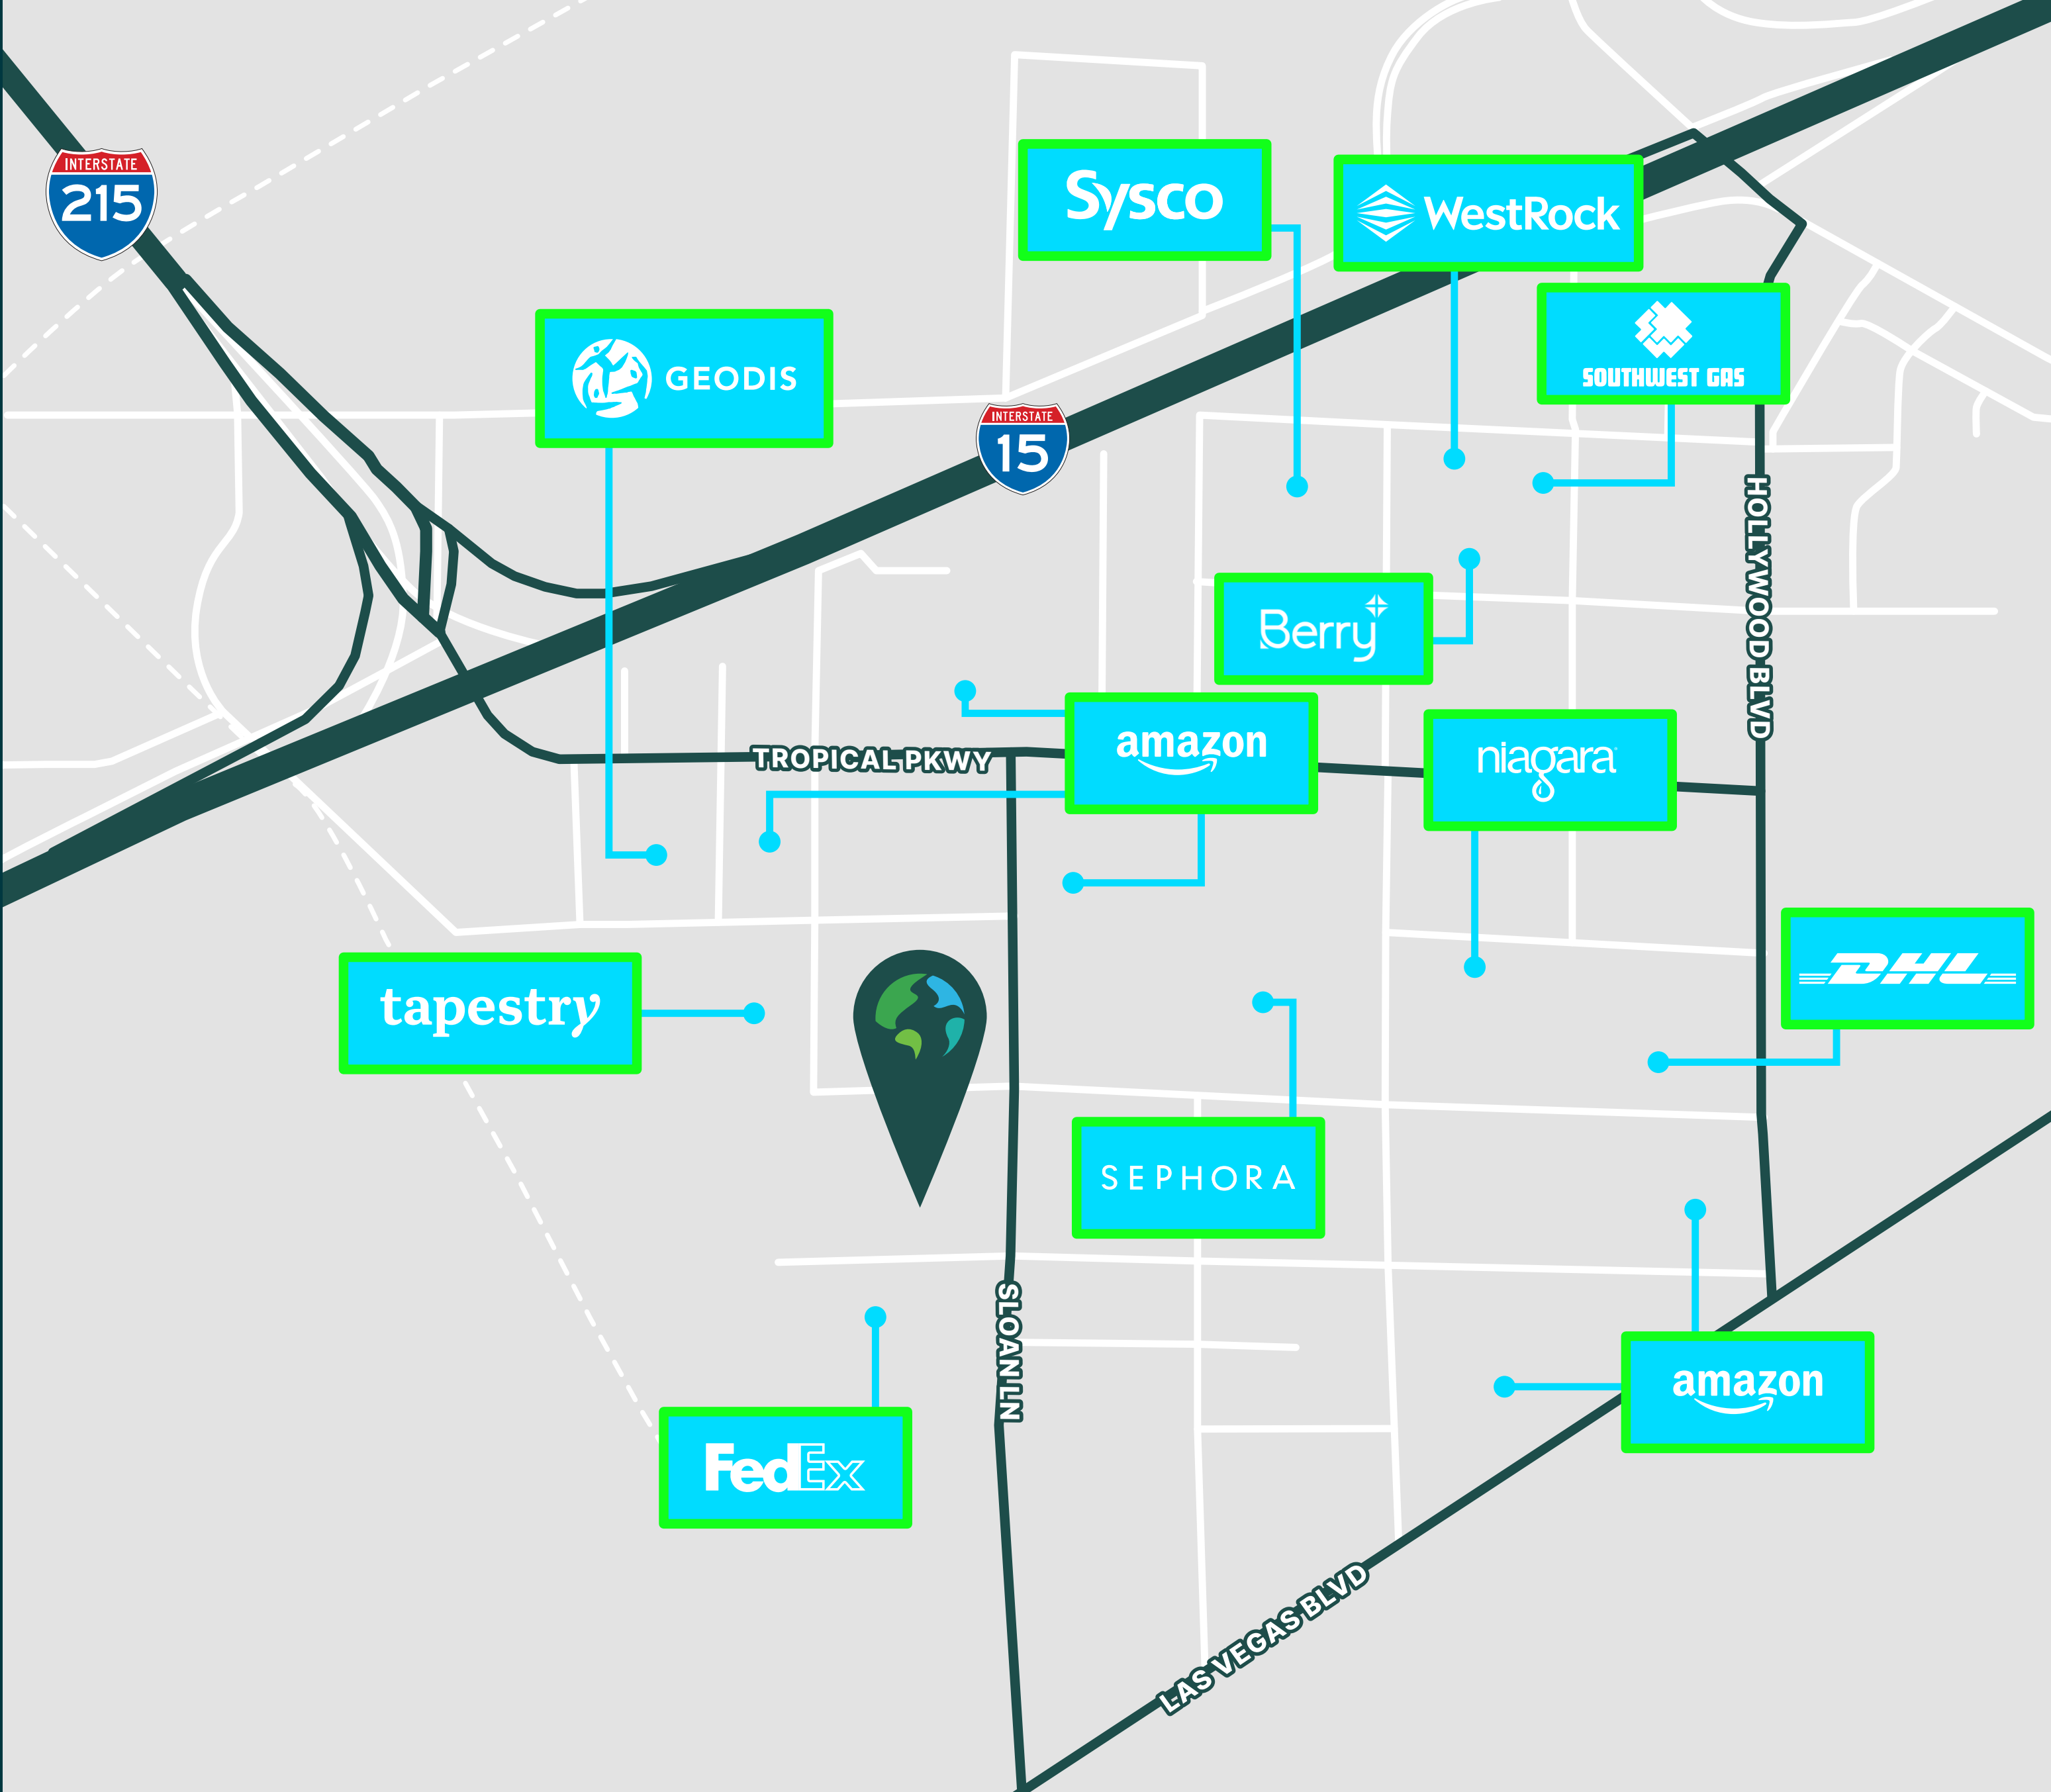 INTERSTATE
215
Sysco
WestRock
SOUTHWEST GAS
GEODIS
INTERSTATE
15
HOLLYWOOD BLVD
Berry
amazon
niagara
TROPICAL PKWY
DHL
tapestry
SEPHORA
SLOAN LN
amazon
FedEx
LAS VEGAS BLVD